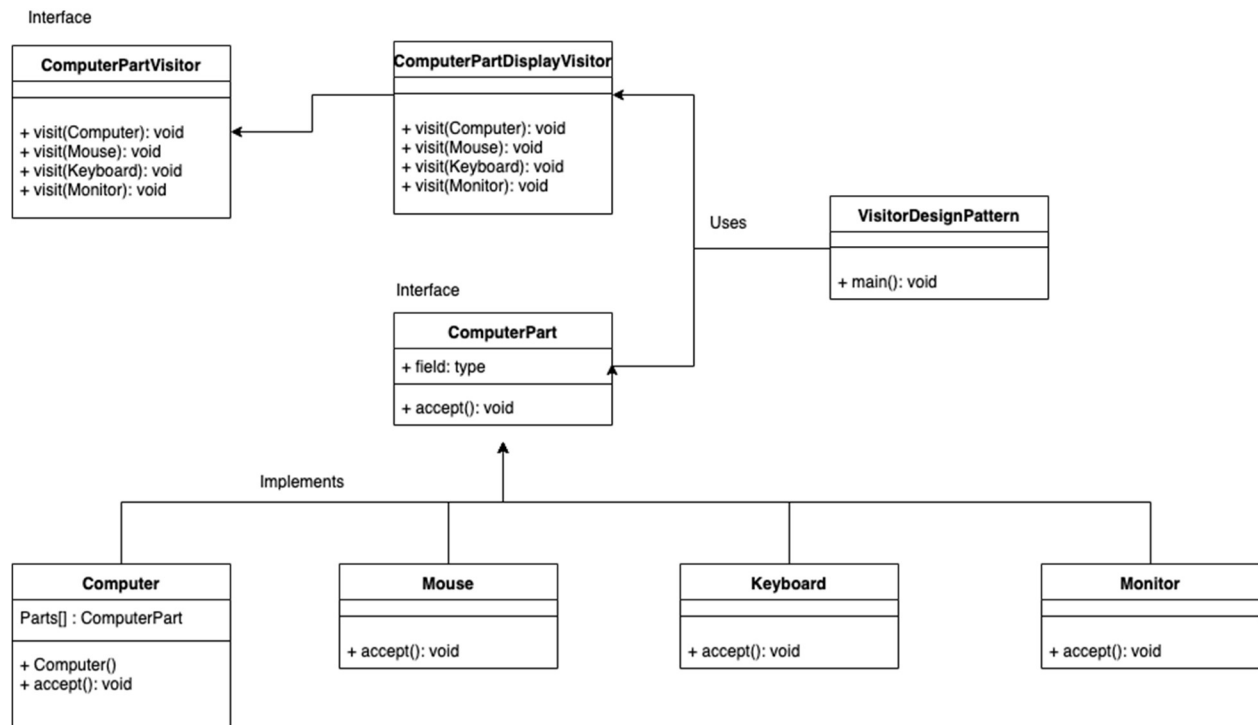 Interface
ComputerPartVisitor
+ visit(Computer): void
+ visit(Mouse): void
+ visit(Keyboard): void
+ visit(Monitor): void
ComputerPartDisplayVisitor
+ visit(Computer): void
+ visit(Mouse): void
+ visit(Keyboard): void
+ visit(Monitor): void
Uses
VisitorDesignPattern
+ main(): void
Interface
ComputerPart
+ field: type
+ accept(): void
Implements
Computer
Parts[] : ComputerPart
+ Computer()
+ accept(): void
Mouse
+ accept(): void
Keyboard
+ accept(): void
Monitor
+ accept(): void